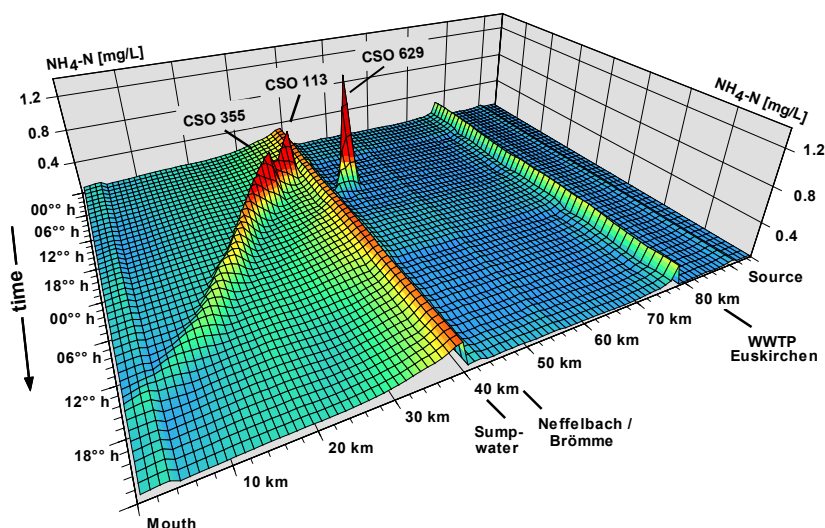 NH4-N [mg/L]
1.2
0.8
0.4
CSO 355
CSO 113
CSO 629
NH4-N [mg/L]
1.2
0.8
0.4
time
00°° h
06°° h
12°° h
18°° h
00°° h
06°° h
12°° h
18°° h
Mouth
10 km
20 km
30 km
40 km
50 km
60 km
70 km
80 km
Source
Sump-
water
Neffelbach /
Brömme
WWTP
Euskirchen